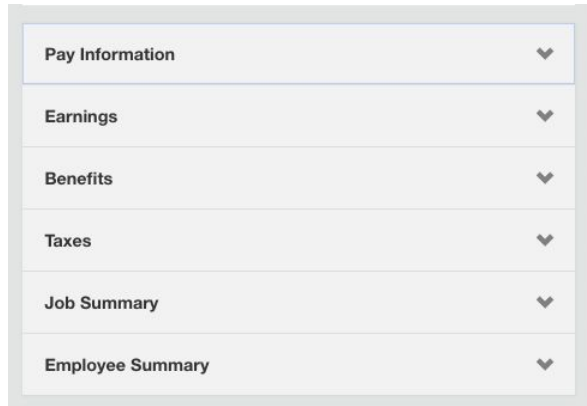 Pay Information
Earnings
Benefits
Taxes
Job Summary
Employee Summary